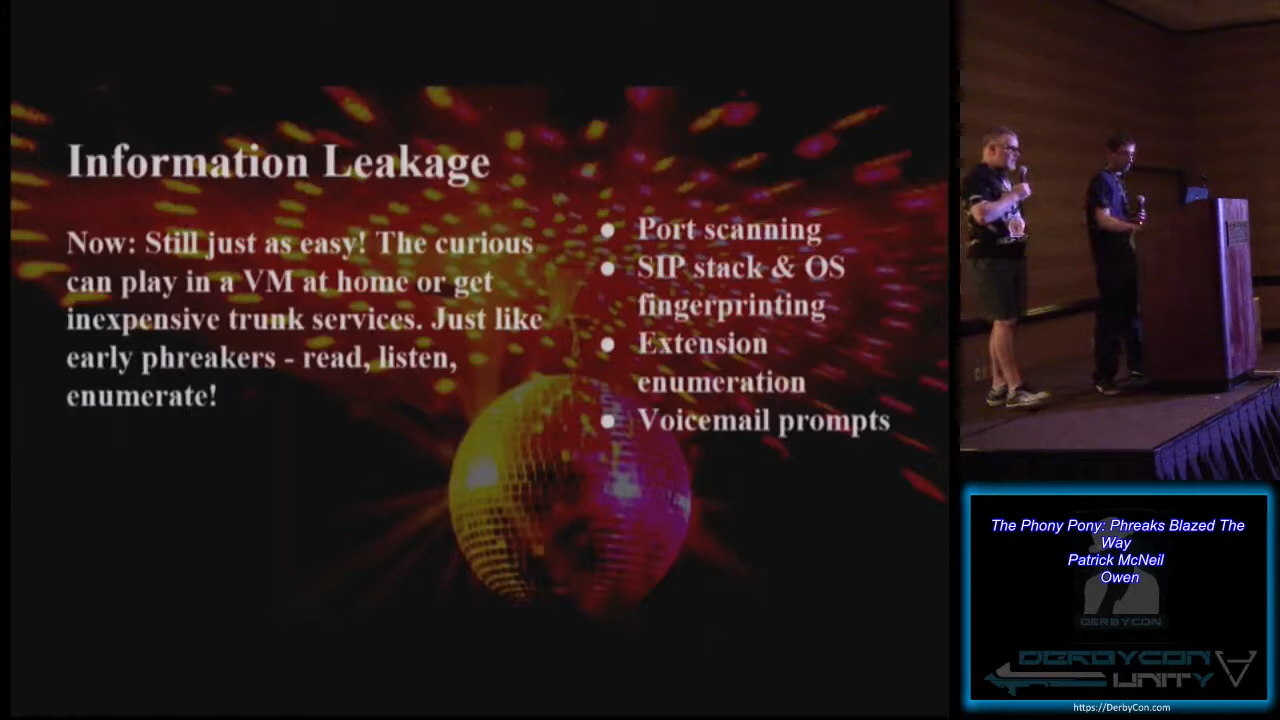 Information Leakage
Now: Still just as easy! The curious
can play in a VM at home or get
inexpensive trunk services. Just like
early phreakers - read, listen,
enumerate!
● Port scanning
● SIP stack & OS
fingerprinting
● Extension
enumeration
● Voicemail prompts
The Phony Pony: Phreaks Blazed The
Way
Patrick McNeil
Owen
DERBYCON
DERBYCON
UNITY
https://DerbyCon.com